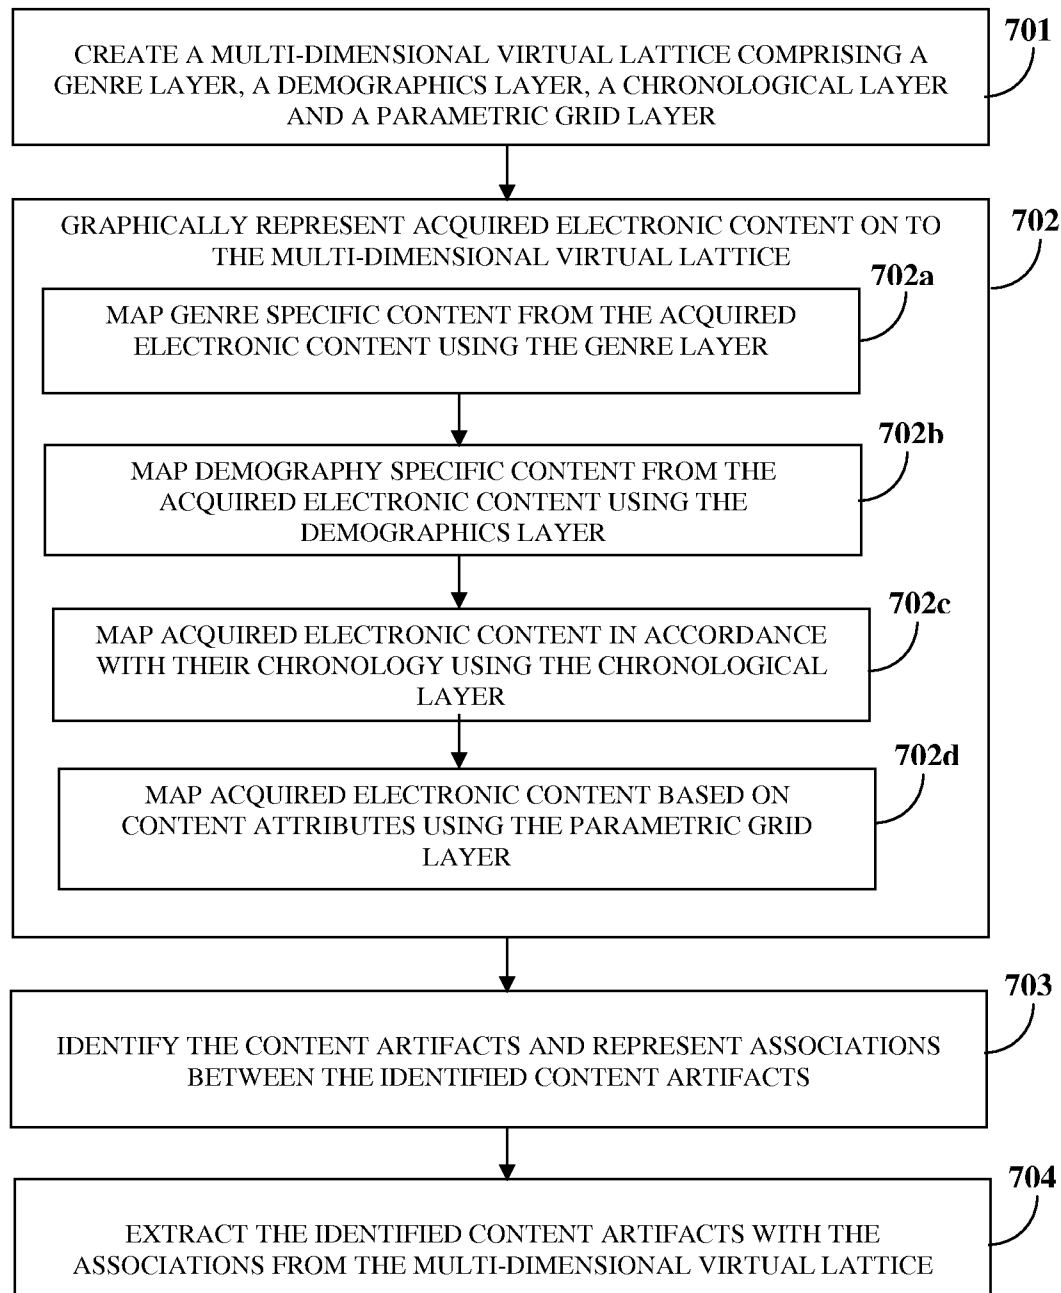 701
CREATE A MULTI-DIMENSIONAL VIRTUAL LATTICE COMPRISING A
GENRE LAYER, A DEMOGRAPHICS LAYER, A CHRONOLOGICAL LAYER
AND A PARAMETRIC GRID LAYER
702
GRAPHICALLY REPRESENT ACQUIRED ELECTRONIC CONTENT ON TO
THE MULTI-DIMENSIONAL VIRTUAL LATTICE
702a
MAP GENRE SPECIFIC CONTENT FROM THE ACQUIRED
ELECTRONIC CONTENT USING THE GENRE LAYER
702b
MAP DEMOGRAPHY SPECIFIC CONTENT FROM THE
ACQUIRED ELECTRONIC CONTENT USING THE
DEMOGRAPHICS LAYER
702c
MAP ACQUIRED ELECTRONIC CONTENT IN ACCORDANCE
WITH THEIR CHRONOLOGY USING THE CHRONOLOGICAL
LAYER
702d
MAP ACQUIRED ELECTRONIC CONTENT BASED ON
CONTENT ATTRIBUTES USING THE PARAMETRIC GRID
LAYER
703
IDENTIFY THE CONTENT ARTIFACTS AND REPRESENT ASSOCIATIONS
BETWEEN THE IDENTIFIED CONTENT ARTIFACTS
704
EXTRACT THE IDENTIFIED CONTENT ARTIFACTS WITH THE
ASSOCIATIONS FROM THE MULTI-DIMENSIONAL VIRTUAL LATTICE